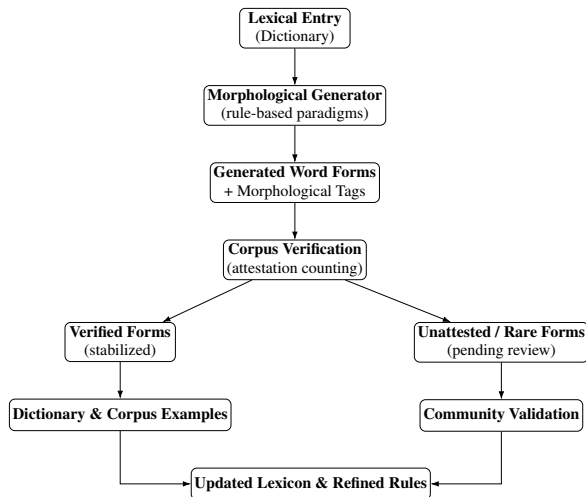 Lexical Entry
(Dictionary)
Morphological Generator
(rule-based paradigms)
Generated Word Forms
+ Morphological Tags
Corpus Verification
(attestation counting)
Verified Forms
(stabilized)
Unattested / Rare Forms
(pending review)
Dictionary & Corpus Examples
Community Validation
Updated Lexicon & Refined Rules